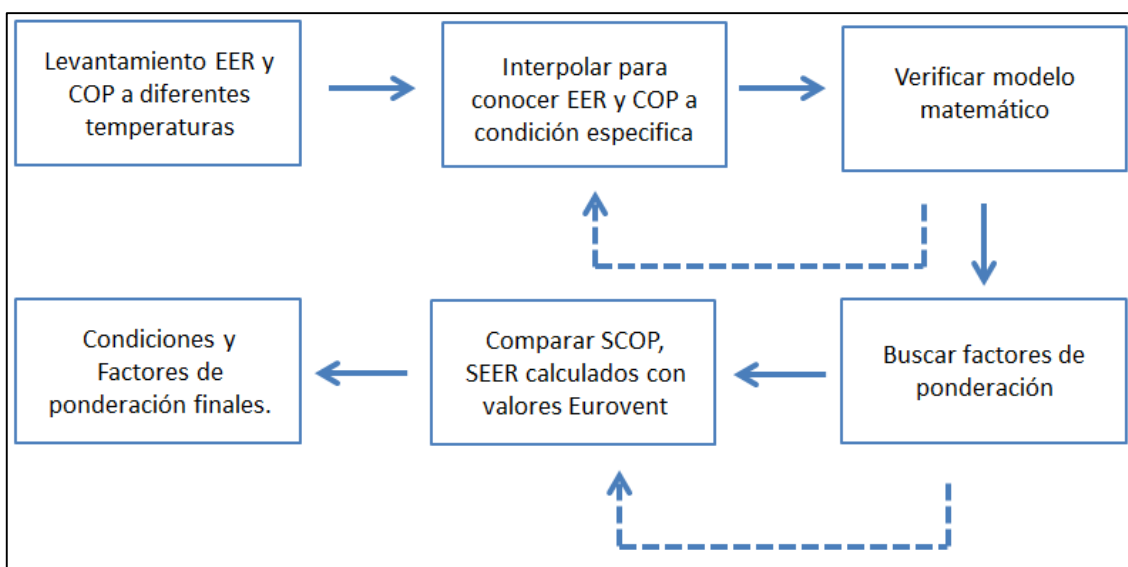 Levantamiento EER y
COP a diferentes
temperaturas
Interpolar para
conocer EER y COP a
condición especifica
Verificar modelo
matemático
Condiciones y
Factores de
ponderación finales.
Comparar SCOP,
SEER calculados con
valores Eurovent
Buscar factores de
ponderación